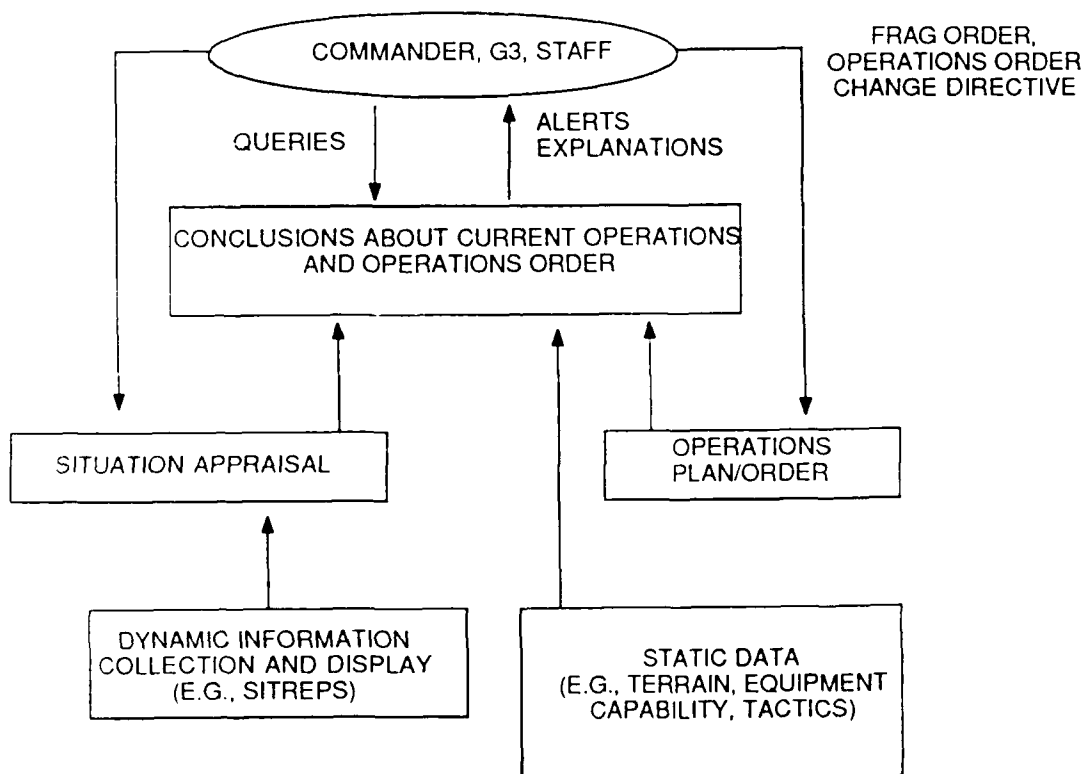 COMMANDER, G3, STAFF
FRAG ORDER,
OPERATIONS ORDER
CHANGE DIRECTIVE
QUERIES
ALERTS
EXPLANATIONS
CONCLUSIONS ABOUT CURRENT OPERATIONS
AND OPERATIONS ORDER
SITUATION APPRAISAL
OPERATIONS
PLAN/ORDER
DYNAMIC INFORMATION
COLLECTION AND DISPLAY
(E.G., SITREPS)
STATIC DATA
(E.G., TERRAIN, EQUIPMENT
CAPABILITY, TACTICS)